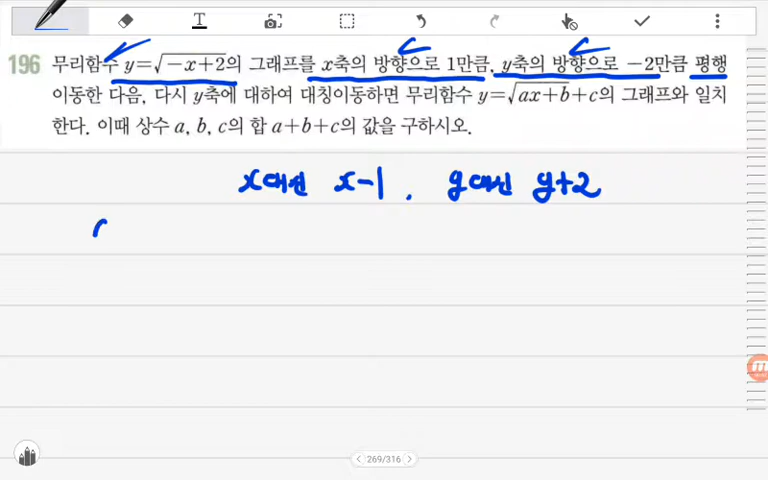 T
196 무리함수 y=√-x+2의 그래프를 x축의 방향으로 1만큼, y축의 방향으로 -2만큼 평행
이동한 다음, 다시 y축에 대하여 대칭이동하면 무리함수 y=√ax+b+c의 그래프와 일치
한다. 이때 상수 a, b, c의 합 a+b+c의 값을 구하시오.
x대신 x-1, y대신 y+2
269/316